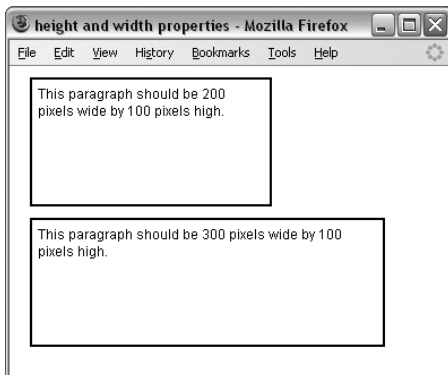 height and width properties - Mozilla Firefox
File Edit View History Bookmarks Tools Help
This paragraph should be 200
pixels wide by 100 pixels high.
This paragraph should be 300 pixels wide by 100
pixels high.